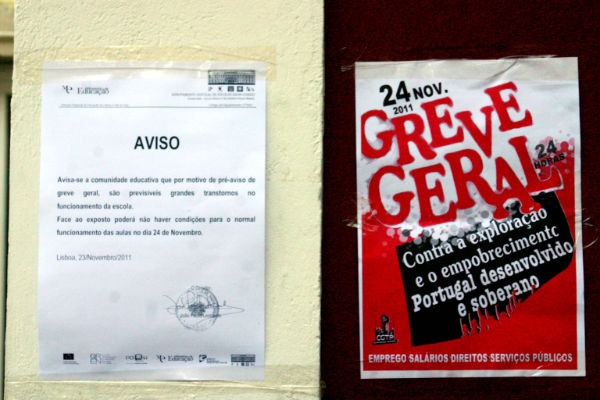 Educação
AVISO
Avisa-se a comunidade educativa que por motivo de pré-aviso de
greve geral, são previsíveis grandes transtornos no
funcionamento da escola.
Face ao exposto poderá não haver condições para o normal
funcionamento das aulas no dia 24 de Novembro.
Lisboa, 23/Novembro/2011
Educação
24 NOV.
2011
GREVE
GERAL
24
HORAS
Contra a exploração
e o empobrecimento
Portugal desenvolvido
e soberano
CGTP
EMPREGO SALÁRIOS DIREITOS SERVIÇOS PÚBLICOS